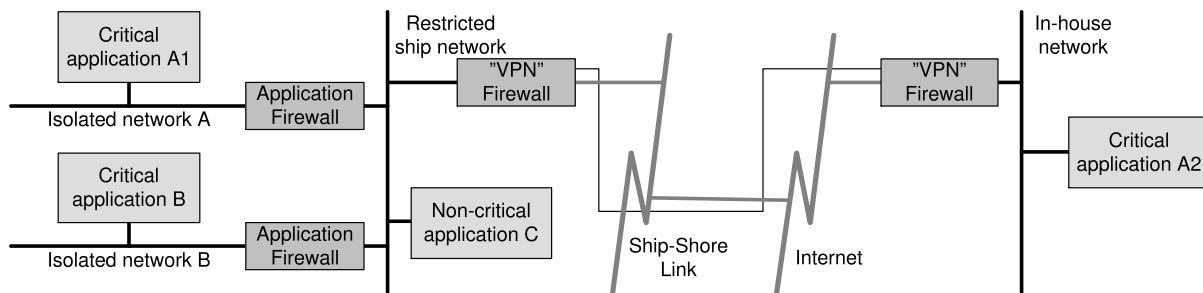 Critical
application A1
Isolated network A
Application
Firewall
Critical
application B
Isolated network B
Application
Firewall
Restricted
ship network
”VPN”
Firewall
Non-critical
application C
Ship-Shore
Link
Internet
”VPN”
Firewall
In-house
network
Critical
application A2